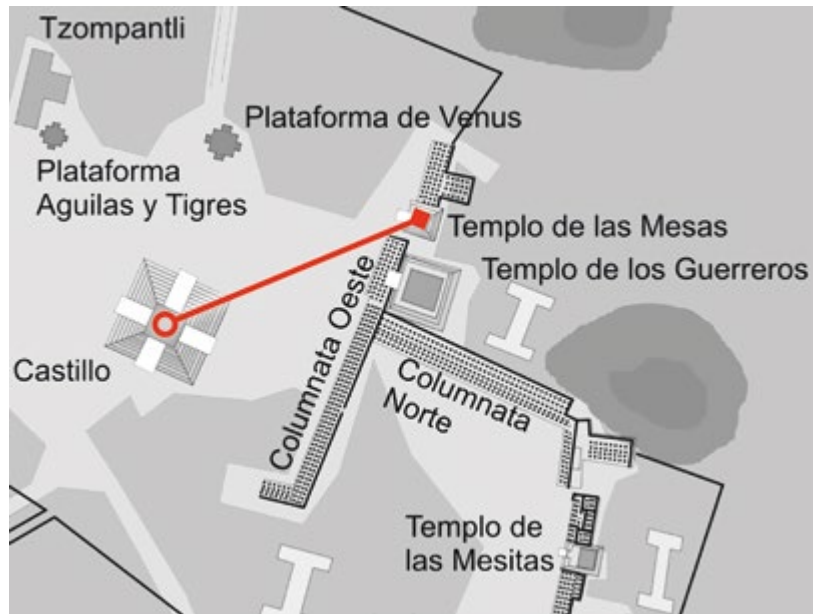 Tzompantli
Plataforma de Venus
Plataforma
Aguilas y Tigres
Templo de las Mesas
Templo de los Guerreros
Columnata Oeste
Castillo
Columnata
Norte
Templo de
las Mesitas